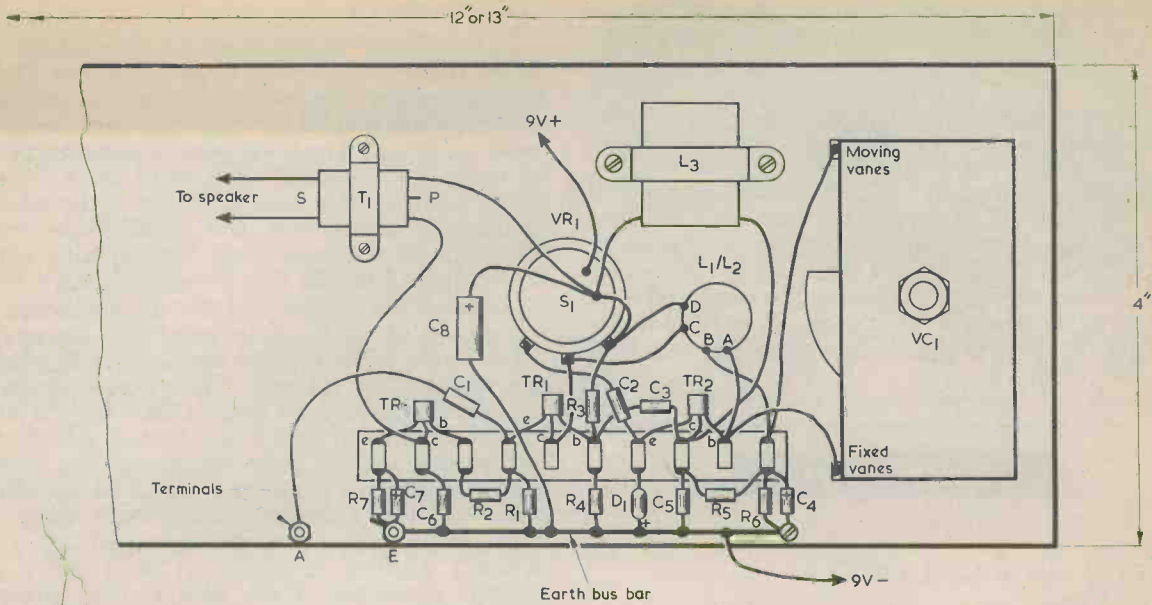 12" or 13"
4"
9V+
L3
Moving vanes
To speaker
S
T1
P
VR1
L1/L2
S1
D
C
B
A
VC1
C8
+
C1
TR1
R3
C2
C3
TR2
TR
e
c
b
e
c
b
e
c
b
Fixed vanes
Terminals
R7
C7
C6
R2
R1
R4
D1
+
C5
R5
R6
C4
A
E
9V-
Earth bus bar